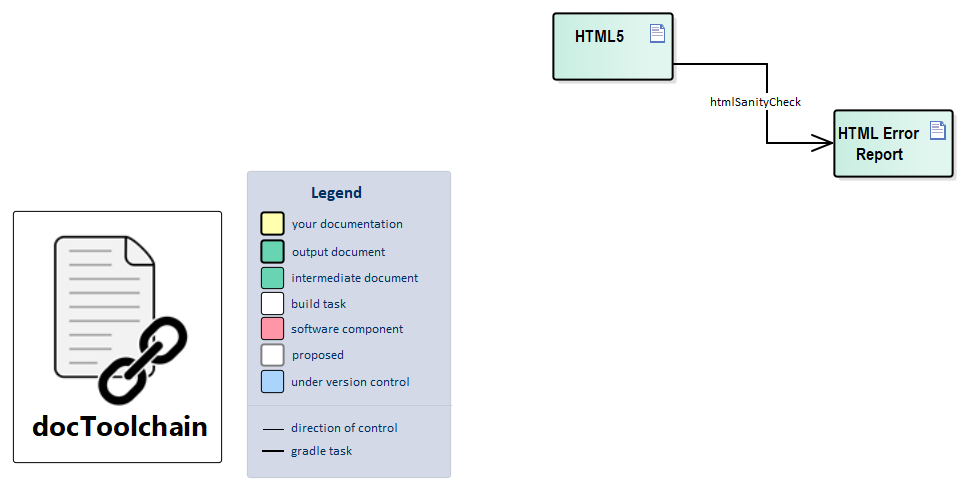 HTML5
htmlSanityCheck
HTML Error
Report
Legend
your documentation
output document
intermediate document
build task
software component
proposed
under version control
direction of control
gradle task
docToolchain